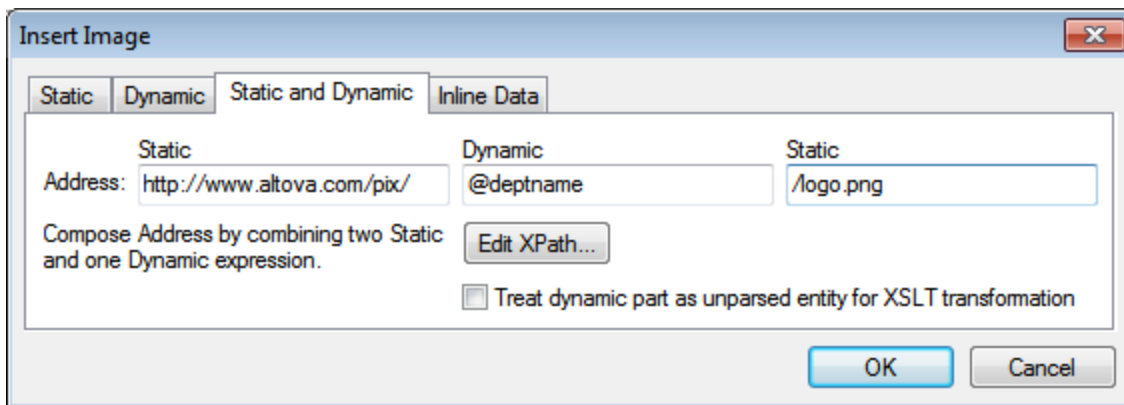 Insert Image
Static Dynamic Static and Dynamic Inline Data
Static Dynamic Static
Address: http://www.altova.com/pix/ @deptname /logo.png
Compose Address by combining two Static
and one Dynamic expression.
Edit XPath...
Treat dynamic part as unparsed entity for XSLT transformation
OK Cancel